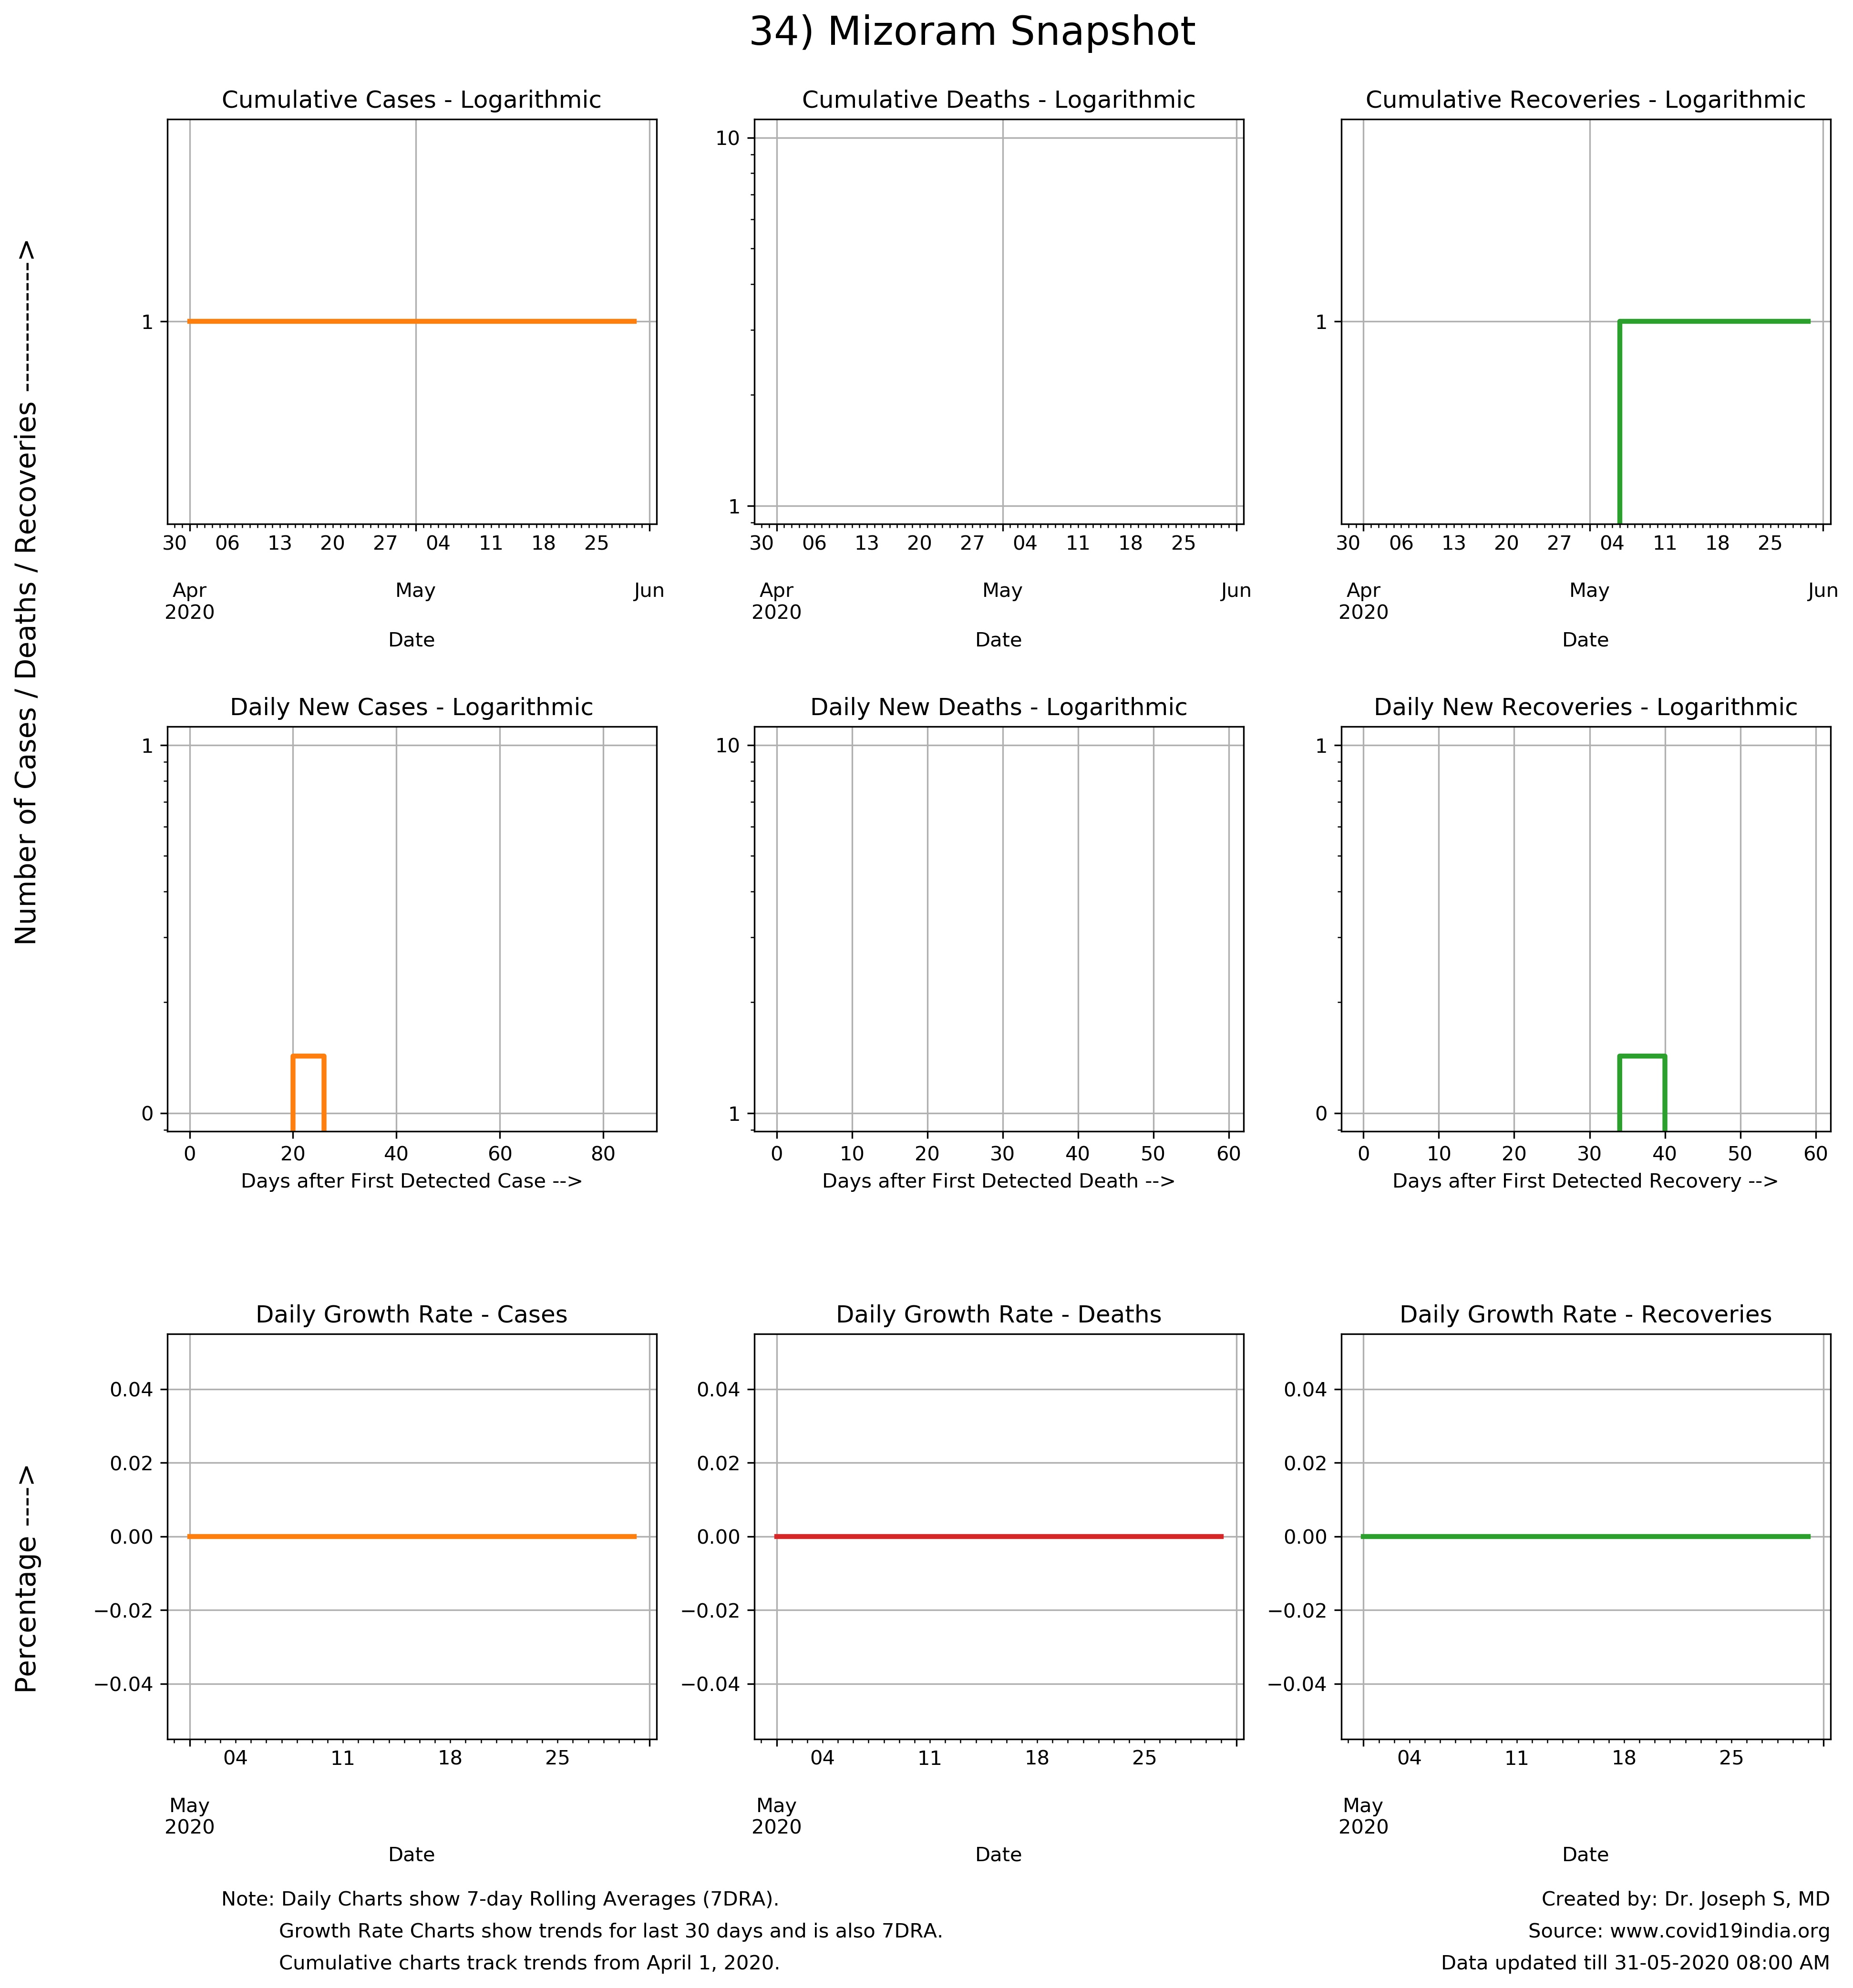 34) Mizoram Snapshot
Number of Cases / Deaths / Recoveries -------------->
Cumulative Cases - Logarithmic
1
30 06 13 20 27 04 11 18 25
Apr May Jun
2020
Date
Cumulative Deaths - Logarithmic
10
1
30 06 13 20 27 04 11 18 25
Apr May Jun
2020
Date
Cumulative Recoveries - Logarithmic
1
30 06 13 20 27 04 11 18 25
Apr May Jun
2020
Date
Daily New Cases - Logarithmic
1
0
0 20 40 60 80
Days after First Detected Case -->
Daily New Deaths - Logarithmic
10
1
0 10 20 30 40 50 60
Days after First Detected Death -->
Daily New Recoveries - Logarithmic
1
0
0 10 20 30 40 50 60
Days after First Detected Recovery -->
Percentage ---->
Daily Growth Rate - Cases
0.04
0.02
0.00
−0.02
−0.04
04 11 18 25
May
2020
Date
Daily Growth Rate - Deaths
0.04
0.02
0.00
−0.02
−0.04
04 11 18 25
May
2020
Date
Daily Growth Rate - Recoveries
0.04
0.02
0.00
−0.02
−0.04
04 11 18 25
May
2020
Date
Note: Daily Charts show 7-day Rolling Averages (7DRA).
Growth Rate Charts show trends for last 30 days and is also 7DRA.
Cumulative charts track trends from April 1, 2020.
Created by: Dr. Joseph S, MD
Source: www.covid19india.org
Data updated till 31-05-2020 08:00 AM